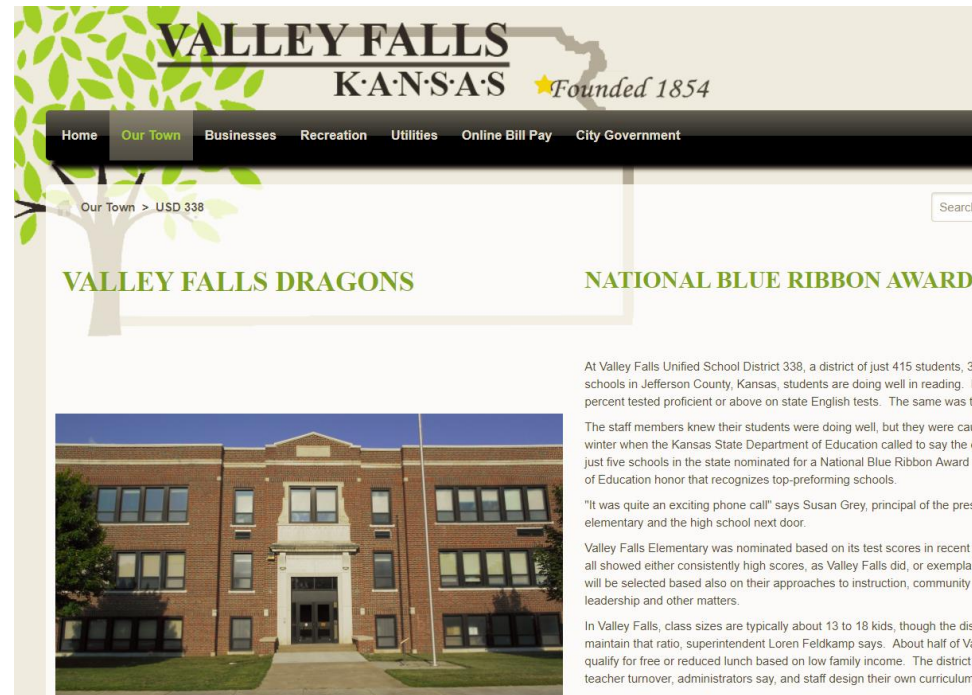 VALLEY FALLS
K·A·N·S·A·S
Founded 1854
Home Our Town Businesses Recreation Utilities Online Bill Pay City Government
Our Town > USD 338
Search
VALLEY FALLS DRAGONS
NATIONAL BLUE RIBBON AWARD
At Valley Falls Unified School District 338, a district of just 415 students, 3
schools in Jefferson County, Kansas, students are doing well in reading.
percent tested proficient or above on state English tests. The same was
The staff members knew their students were doing well, but they were
winter when the Kansas State Department of Education called to say the
just five schools in the state nominated for a National Blue Ribbon Award
of Education honor that recognizes top-preforming schools.
"It was quite an exciting phone call" says Susan Grey, principal of the
elementary and the high school next door.
Valley Falls Elementary was nominated based on its test scores in recent
all showed either consistently high scores, as Valley Falls did, or
will be selected based also on their approaches to instruction, community
leadership and other matters.
In Valley Falls, class sizes are typically about 13 to 18 kids, though the
maintain that ratio, superintendent Loren Feldkamp says. About half of
qualify for free or reduced lunch based on low family income. The district
teacher turnover, administrators say, and staff design their own curriculum